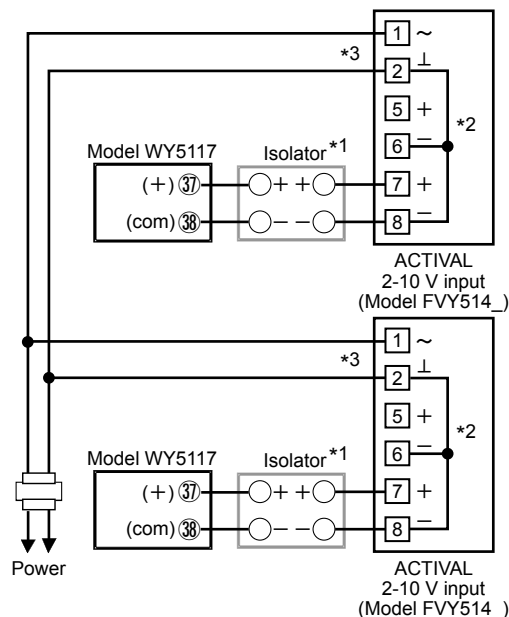 1 ~
*3
2 ⊥
5 +
*2
6 −
Model WY5117
Isolator*1
(+) ㊲ + + 7 +
(com) ㊳ − − 8 −
ACTIVAL
2-10 V input
(Model FVY514_)
1 ~
*3
2 ⊥
5 +
*2
6 −
Model WY5117
Isolator*1
(+) ㊲ + + 7 +
(com) ㊳ − − 8 −
Power
ACTIVAL
2-10 V input
(Model FVY514_)